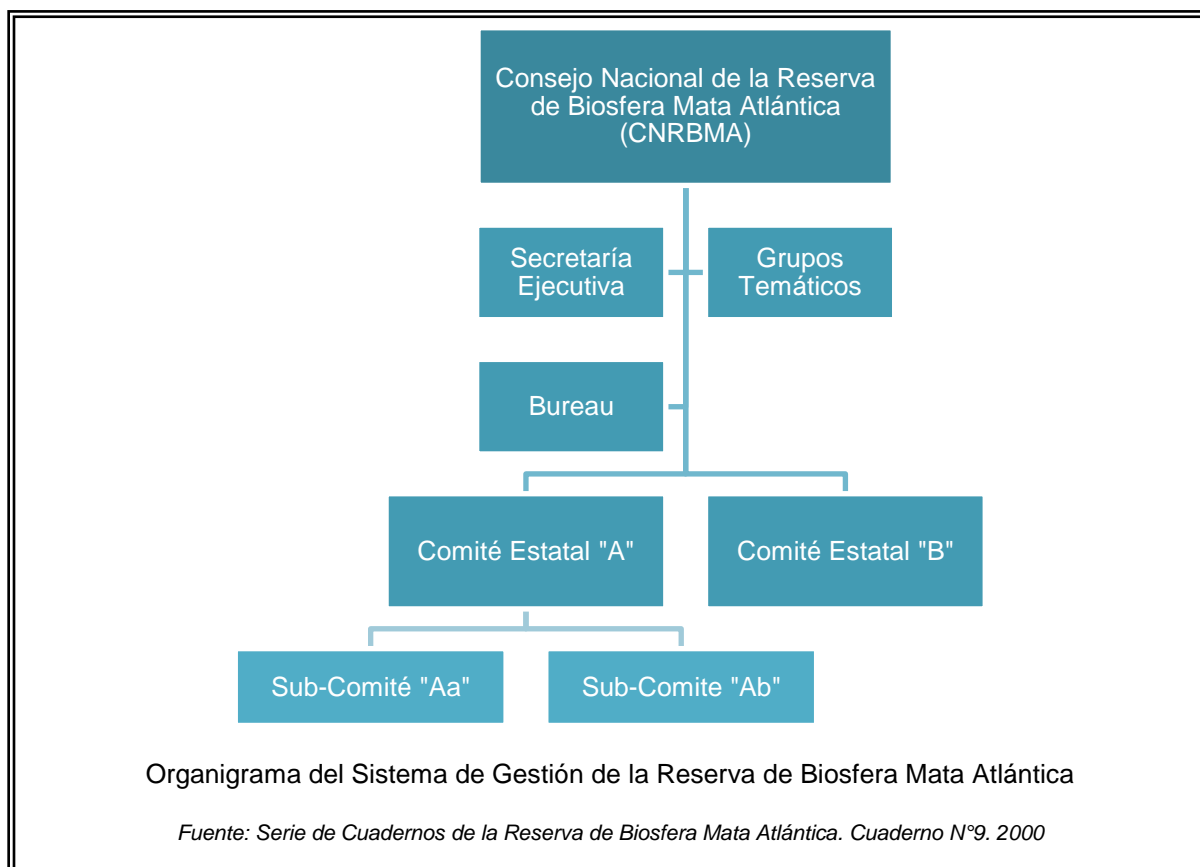 Consejo Nacional de la Reserva
de Biosfera Mata Atlántica
(CNRBMA)
Secretaría
Ejecutiva
Grupos
Temáticos
Bureau
Comité Estatal "A"
Comité Estatal "B"
Sub-Comité "Aa"
Sub-Comite "Ab"
Organigrama del Sistema de Gestión de la Reserva de Biosfera Mata Atlántica
Fuente: Serie de Cuadernos de la Reserva de Biosfera Mata Atlántica. Cuaderno N°9. 2000